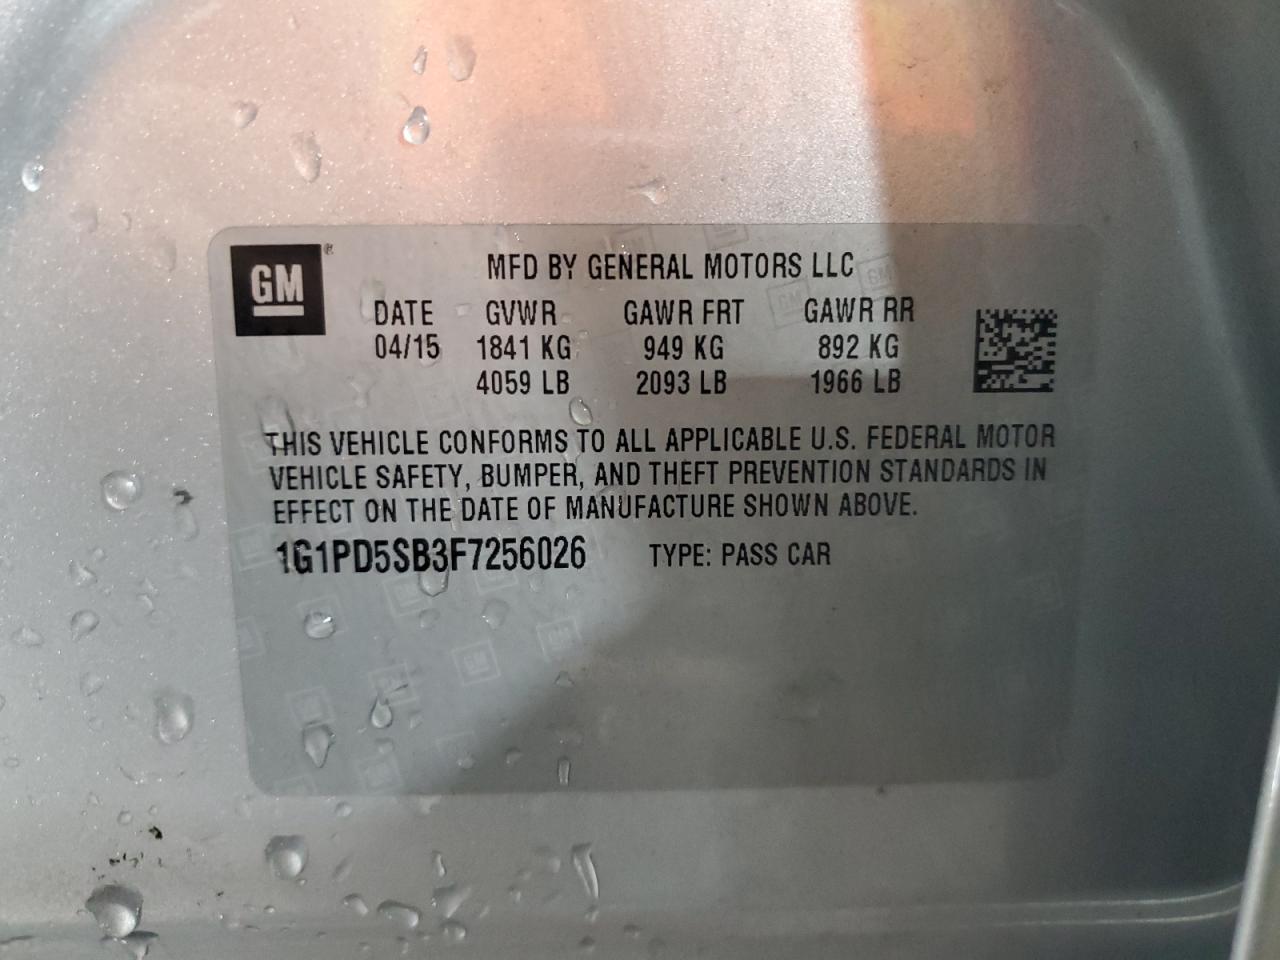 GM ®
MFD BY GENERAL MOTORS LLC
DATE GVWR GAWR FRT GAWR RR
04/15 1841 KG 949 KG 892 KG
4059 LB 2093 LB 1966 LB
THIS VEHICLE CONFORMS TO ALL APPLICABLE U.S. FEDERAL MOTOR
VEHICLE SAFETY, BUMPER, AND THEFT PREVENTION STANDARDS IN
EFFECT ON THE DATE OF MANUFACTURE SHOWN ABOVE.
1G1PD5SB3F7256026 TYPE: PASS CAR